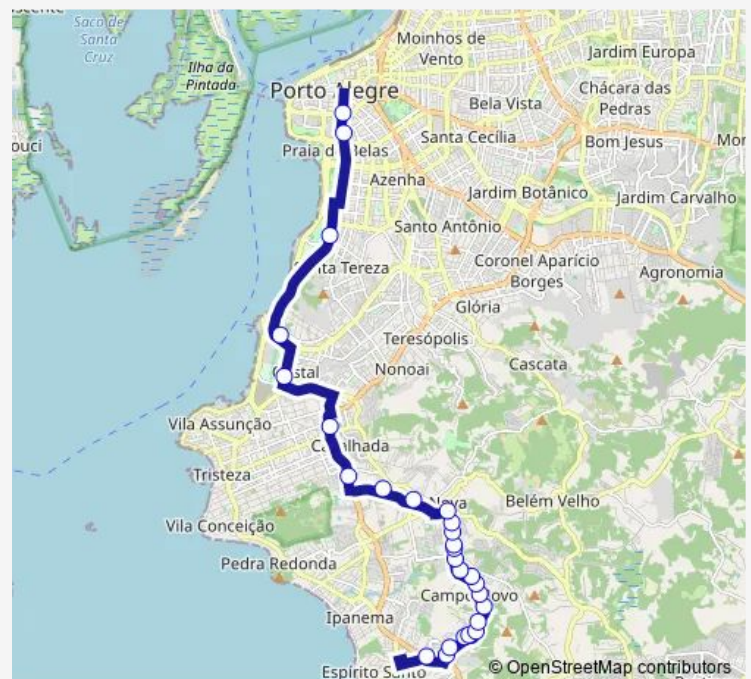 Saco de
Santa
Cruz
Ilha da
Pintada
Moinhos de
Vento
Jardim Europa
Porto Alegre
Bela Vista
Chácara das
Pedras
Santa Cecília
Bom Jesus
Praia de Belas
Azenha
Jardim Botânico
Jardim Carvalho
Santo Antônio
Santa Tereza
Coronel Aparício
Borges
Agronomia
Glória
Teresópolis
Cristal
Nonoai
Cascata
Vila Assunção
Cavalhada
Tristeza
Nova
Belém Velho
Vila Conceição
Pedra Redonda
Campo Novo
Ipanema
Espírito Santo
© OpenStreetMap contributors